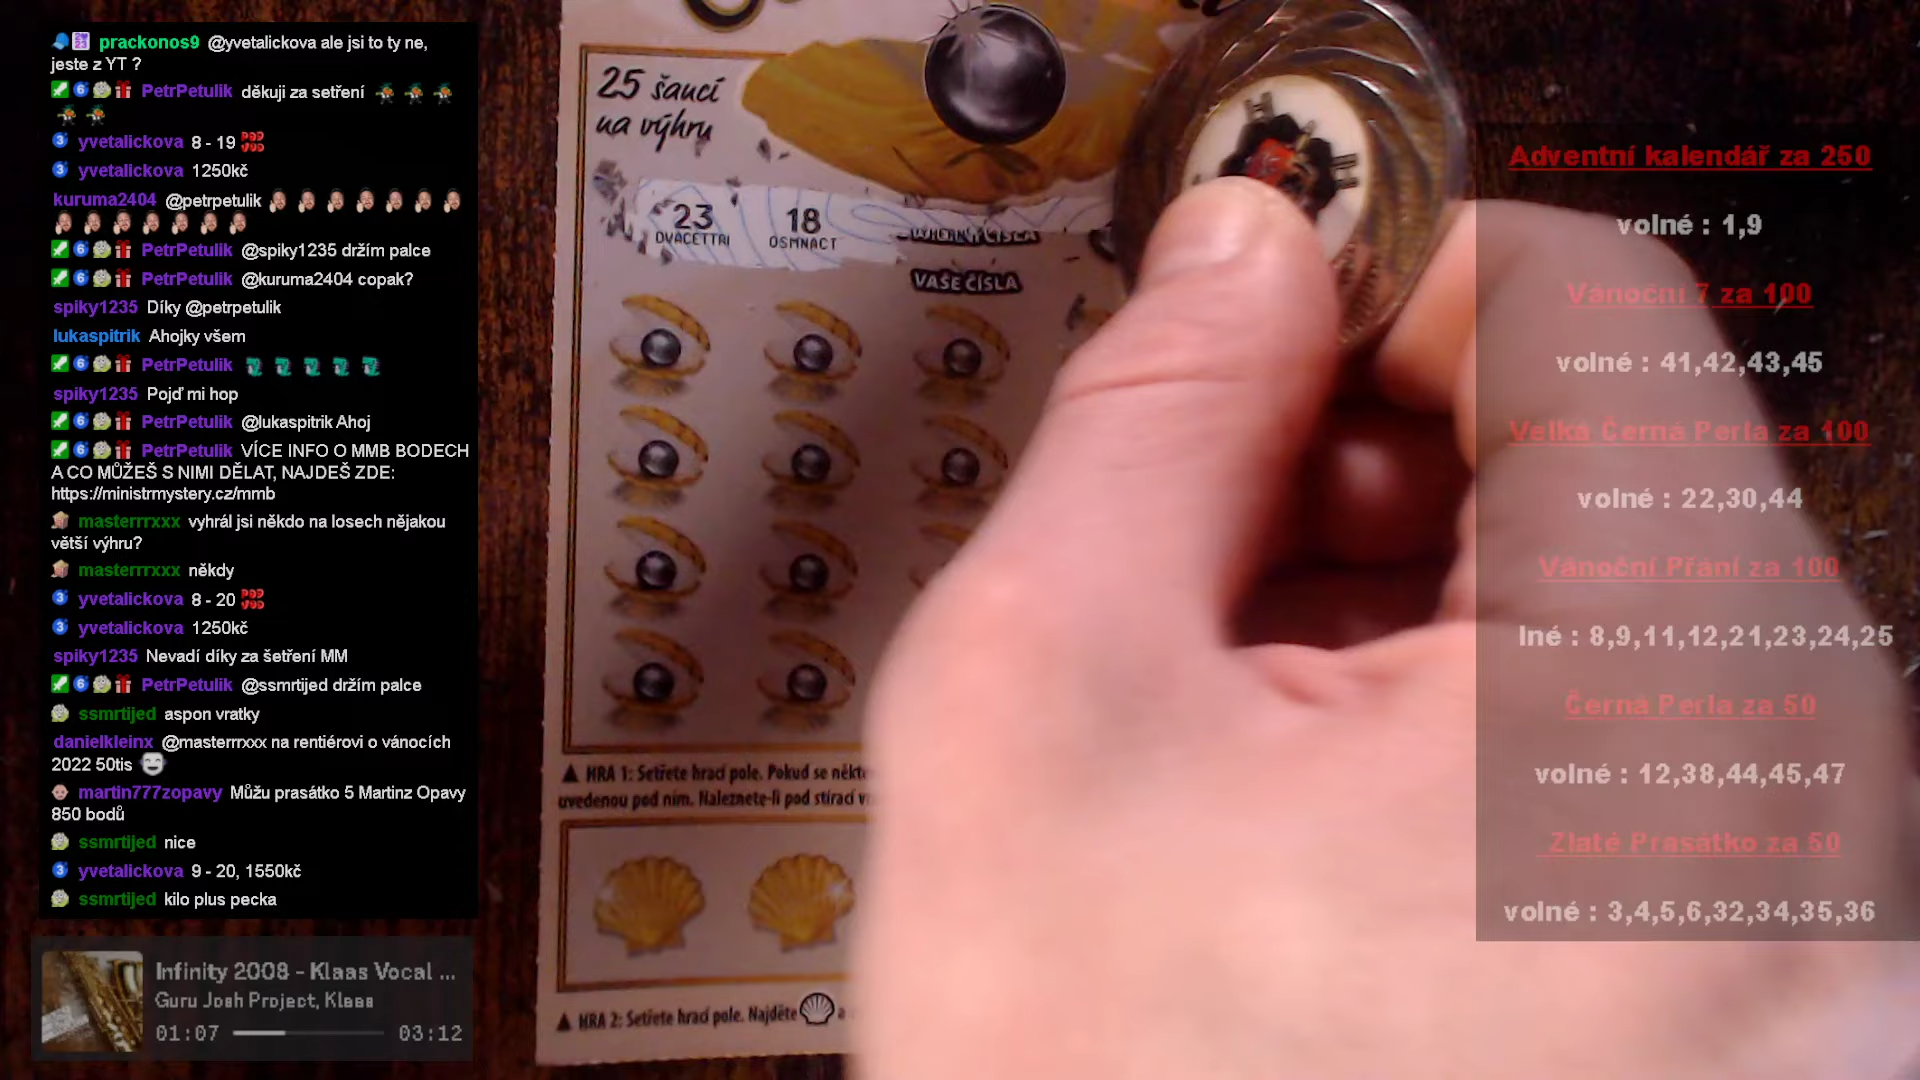 prackonos9 @yvetalickova ale jsi to ty ne,
jeste z YT ?
PetrPetulik děkuji za setření
yvetalickova 8 - 19
yvetalickova 1250kč
kuruma2404 @petrpetulik
PetrPetulik @spiky1235 držím palce
PetrPetulik @kuruma2404 copak?
spiky1235 Díky @petrpetulik
lukaspitrik Ahojky všem
PetrPetulik
spiky1235 Pojď mi hop
PetrPetulik @lukaspitrik Ahoj
PetrPetulik VÍCE INFO O MMB BODECH
A CO MŮŽEŠ S NIMI DĚLAT, NAJDEŠ ZDE:
https://ministrmystery.cz/mmb
masterrrxxx vyhrál jsi někdo na losech nějakou
větší výhru?
masterrrxxx někdy
yvetalickova 8 - 20
yvetalickova 1250kč
spiky1235 Nevadí díky za šetření MM
PetrPetulik @ssmrtijed držím palce
ssmrtijed aspon vratky
danielkleinx @masterrrxxx na rentiérovi o vánocích
2022 50tis
martin777zopavy Můžu prasátko 5 Martinz Opavy
850 bodů
ssmrtijed nice
yvetalickova 9 - 20, 1550kč
ssmrtijed kilo plus pecka
Infinity 2008 - Klaas Vocal ...
Guru Josh Project, Klaas
01:07 03:12
25 šancí
na výhru
23 18
DVACETTRI OSMNACT
VAŠE ČÍSLA
▲ HRA 1: Setřete hrací pole. Pokud se někte
uvedenou pod ním. Naleznete-li pod stírací v
▲ HRA 2: Setřete hrací pole. Najděte a
Adventní kalendář za 250
volné : 1,9
Vánoční 7 za 100
volné : 41,42,43,45
Velká Černá Perla za 100
volné : 22,30,44
Vánoční Přání za 100
lné : 8,9,11,12,21,23,24,25
Černá Perla za 50
volné : 12,38,44,45,47
Zlaté Prasátko za 50
volné : 3,4,5,6,32,34,35,36